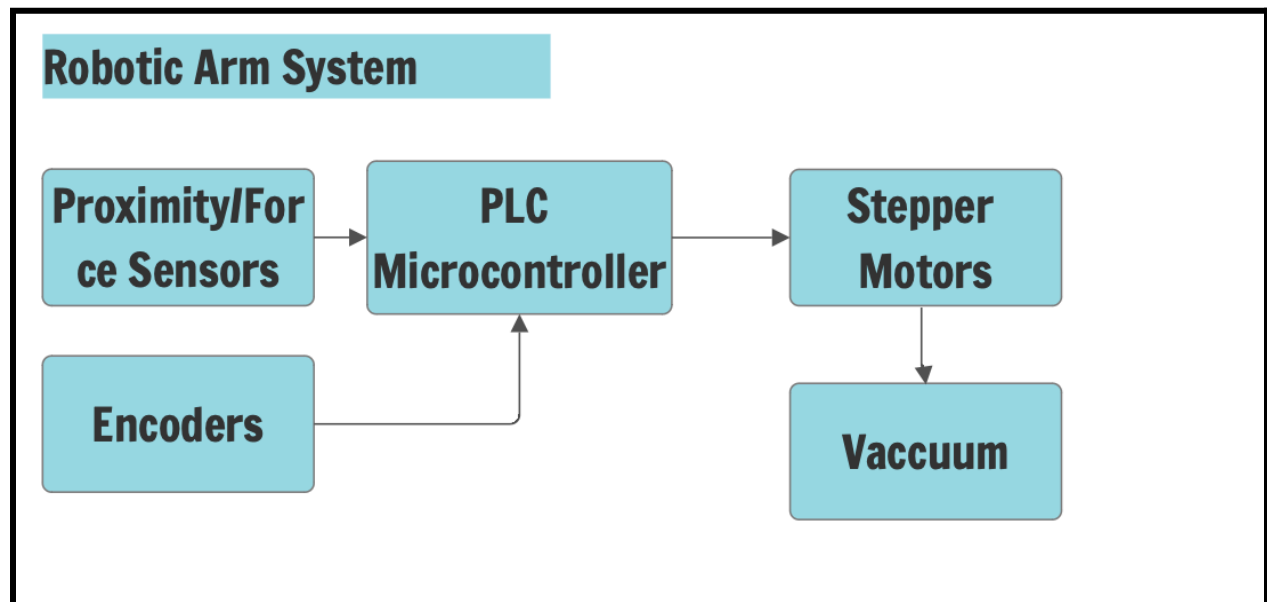 Robotic Arm System
Proximity/For
ce Sensors
PLC
Microcontroller
Stepper
Motors
Encoders
Vaccuum